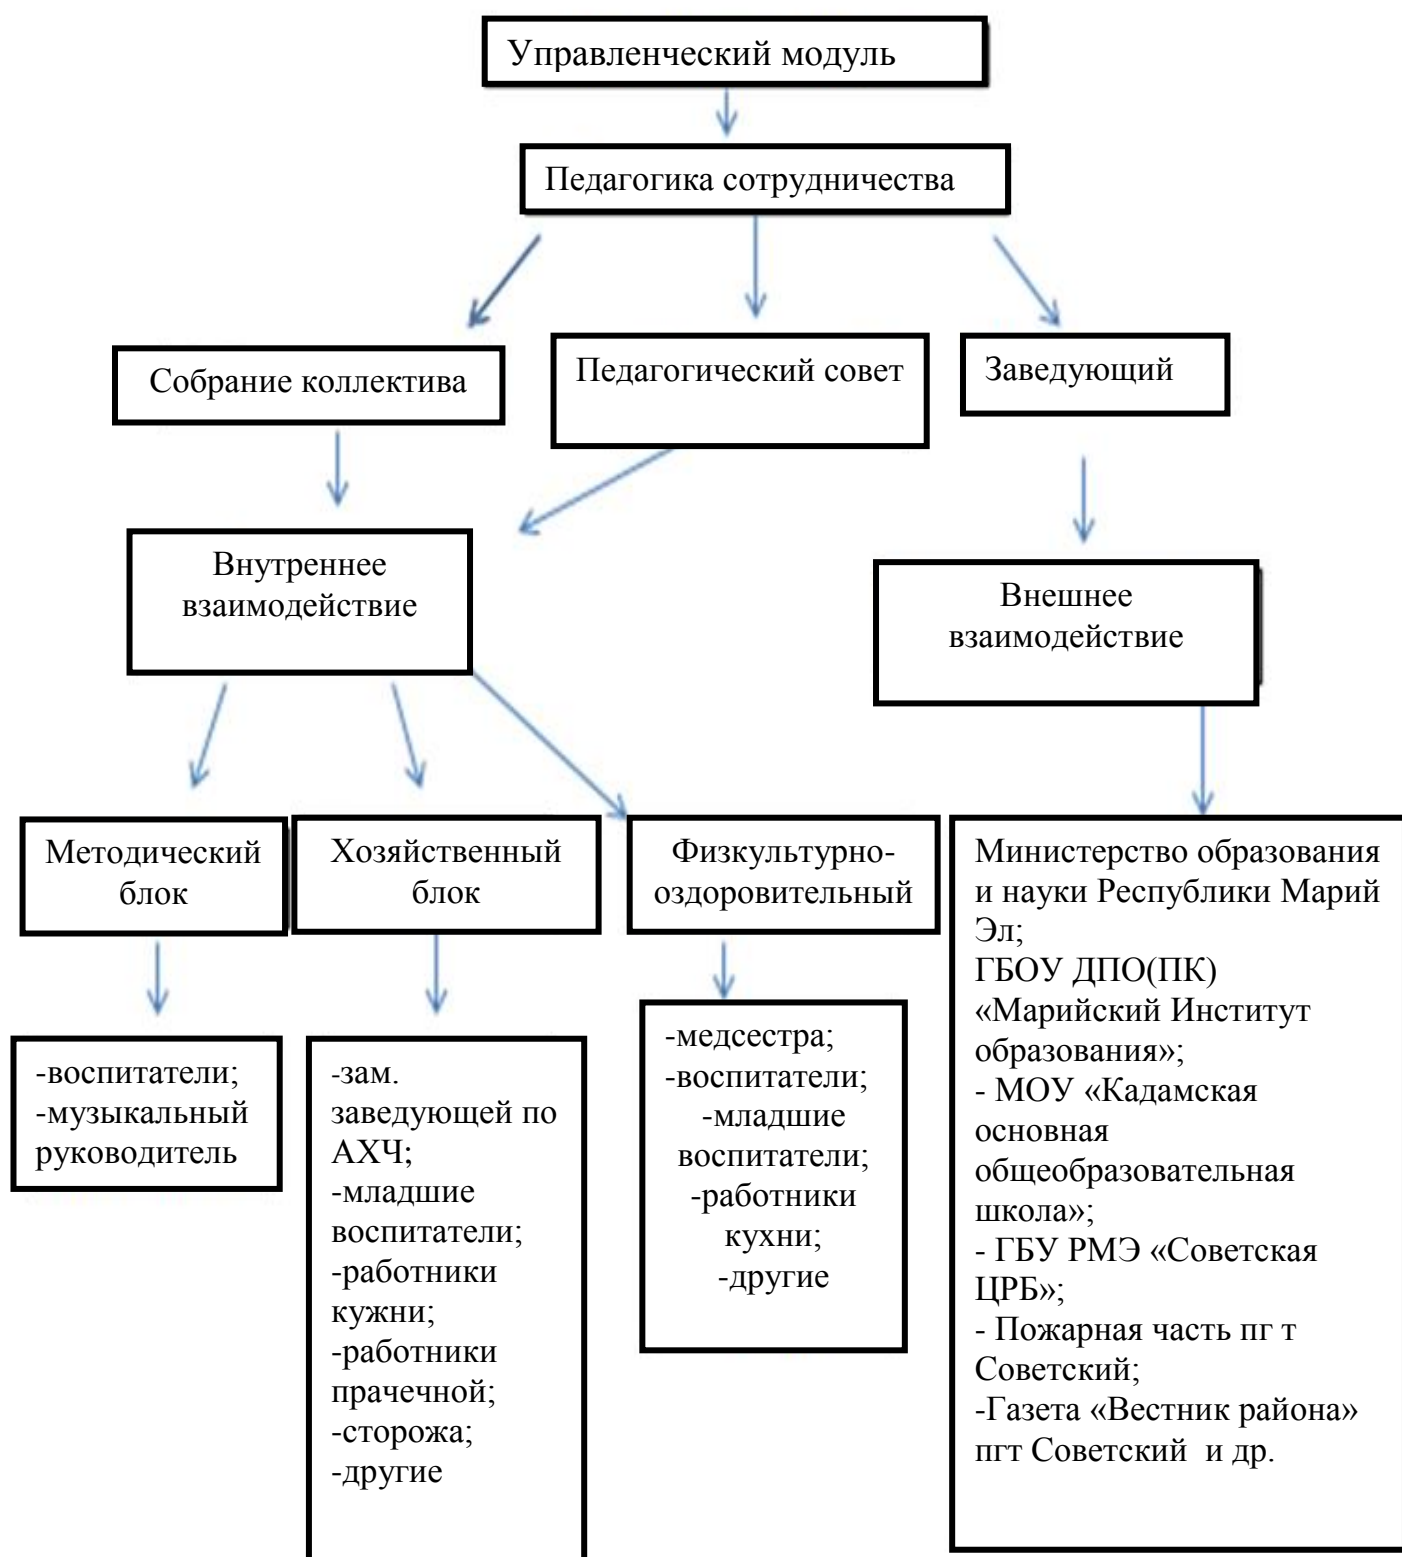 Управленческий модуль
Педагогика сотрудничества
Собрание коллектива
Педагогический совет
Заведующий
Внутреннее
взаимодействие
Внешнее
взаимодействие
Методический
блок
Хозяйственный
блок
Физкультурно-
оздоровительный
-воспитатели;
-музыкальный
руководитель
-зам.
заведующей по
АХЧ;
-младшие
воспитатели;
-работники
кужни;
-работники
прачечной;
-сторожа;
-другие
-медсестра;
-воспитатели;
-младшие
воспитатели;
-работники
кухни;
-другие
Министерство образования
и науки Республики Марий
Эл;
ГБОУ ДПО(ПК)
«Марийский Институт
образования»;
- МОУ «Кадамская
основная
общеобразовательная
школа»;
- ГБУ РМЭ «Советская
ЦРБ»;
- Пожарная часть пг т
Советский;
-Газета «Вестник района»
пгт Советский  и др.